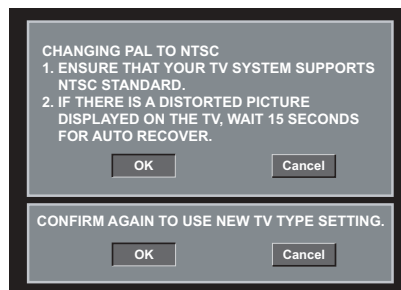 CHANGING PAL TO NTSC
1. ENSURE THAT YOUR TV SYSTEM SUPPORTS
NTSC STANDARD.
2. IF THERE IS A DISTORTED PICTURE
DISPLAYED ON THE TV, WAIT 15 SECONDS
FOR AUTO RECOVER.
OK Cancel
CONFIRM AGAIN TO USE NEW TV TYPE SETTING.
OK Cancel